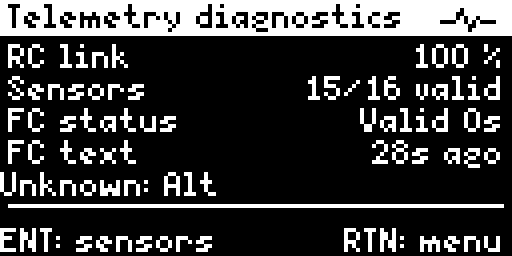 Telemetry diagnostics
RC link 100 %
Sensors 15/16 valid
FC status Valid 0s
FC text 28s ago
Unknown: Alt
ENT: sensors RTN: menu